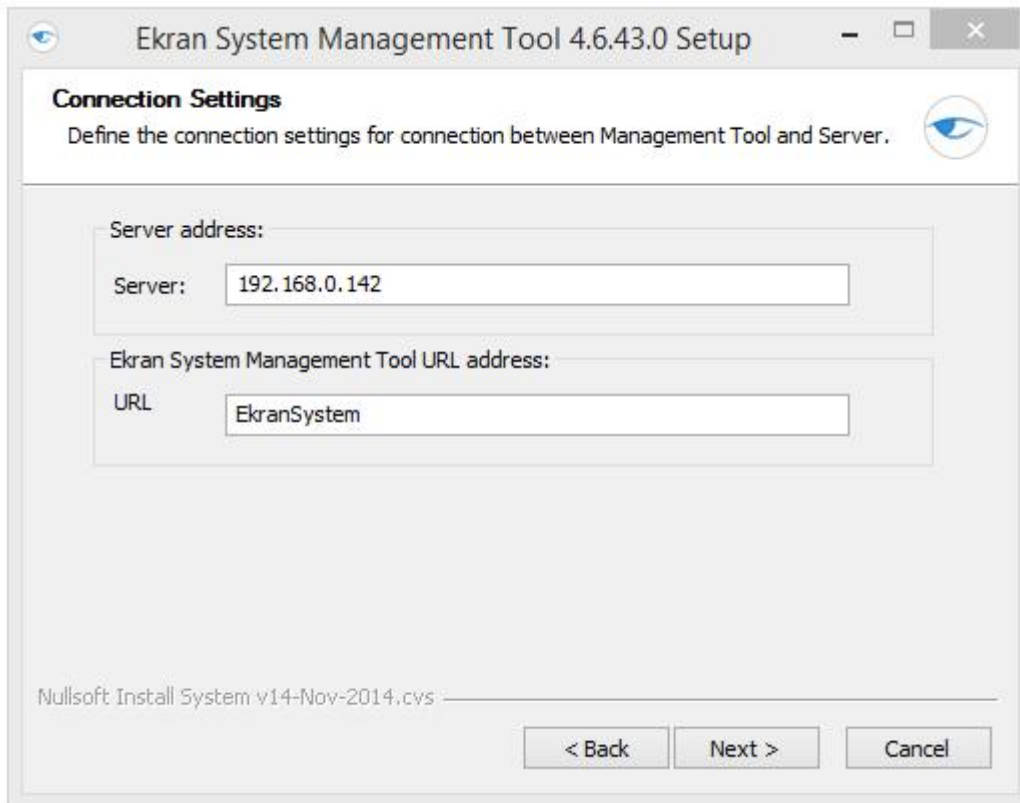 Ekran System Management Tool 4.6.43.0 Setup
Connection Settings
Define the connection settings for connection between Management Tool and Server.
Server address:
Server: 192.168.0.142
Ekran System Management Tool URL address:
URL EkranSystem
Nullsoft Install System v14-Nov-2014.cvs
< Back Next > Cancel